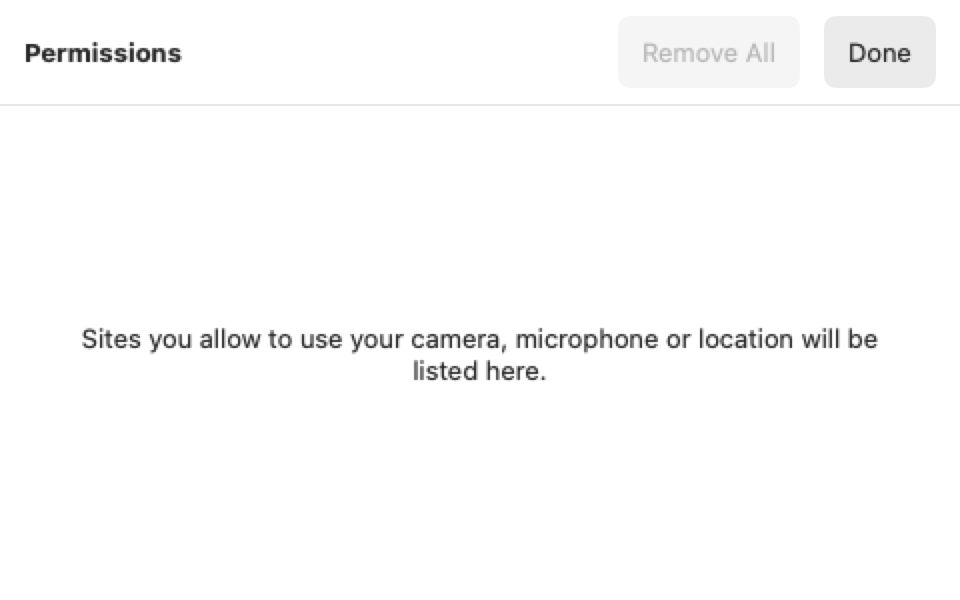 Permissions
Remove All
Done
Sites you allow to use your camera, microphone or location will be
listed here.